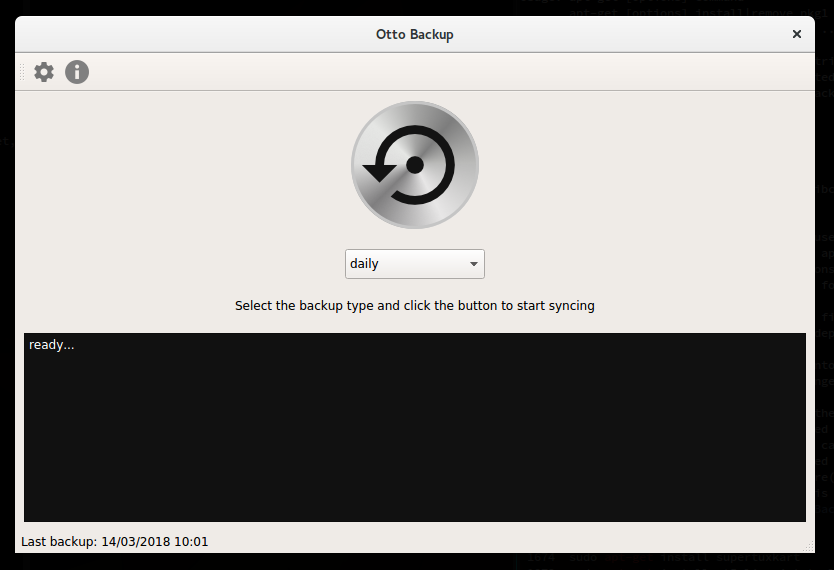 Otto Backup
daily
Select the backup type and click the button to start syncing
ready...
Last backup: 14/03/2018 10:01